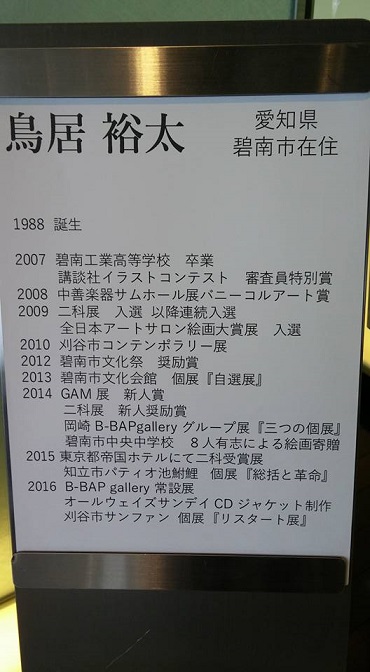 鳥居 裕太
愛知県
碧南市在住
1988 誕生
2007 碧南工業高等学校 卒業
講談社イラストコンテスト 審査員特別賞
2008 中善楽器サムホール展バニーコルアート賞
2009 二科展 入選 以降連続入選
全日本アートサロン絵画大賞展 入選
2010 刈谷市コンテンポラリー展
2012 碧南市文化祭 奨励賞
2013 碧南市文化会館 個展『自選展』
2014 GAM展 新人賞
二科展 新人奨励賞
岡崎 B-BAPgallery グループ展『三つの個展』
碧南市中央中学校 8人有志による絵画寄贈
2015 東京都帝国ホテルにて二科受賞展
知立市パティオ池鮒鯉 個展『総括と革命』
2016 B-BAP gallery 常設展
オールウェイズサンデイ CD ジャケット制作
刈谷市サンファン 個展『リスタート展』